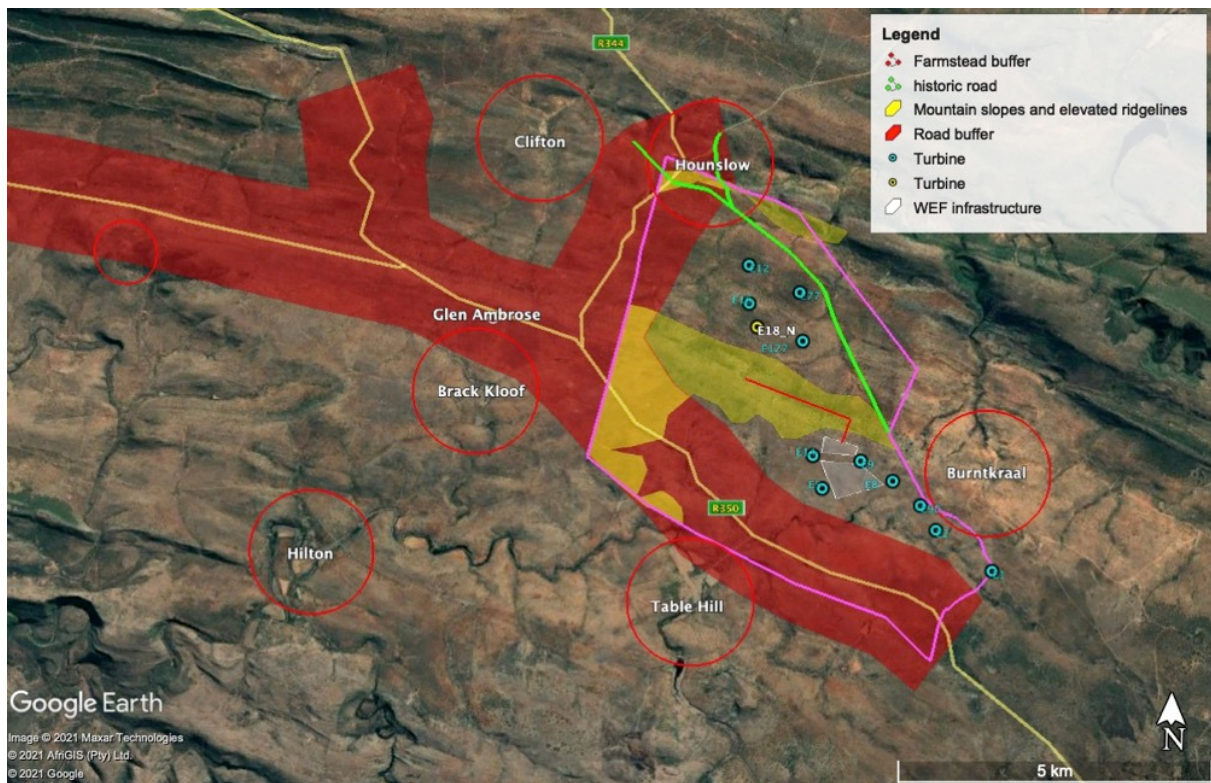 R344
Legend
Farmstead buffer
historic road
Mountain slopes and elevated ridgelines
Road buffer
Turbine
Turbine
WEF infrastructure
Clifton
Hounslow
Glen Ambrose
E18_N
Brack Kloof
Burntkraal
E8
R350
Hilton
Table Hill
Google Earth
Image © 2021 Maxar Technologies
© 2021 AfriGIS (Pty) Ltd.
© 2021 Google
N
5 km